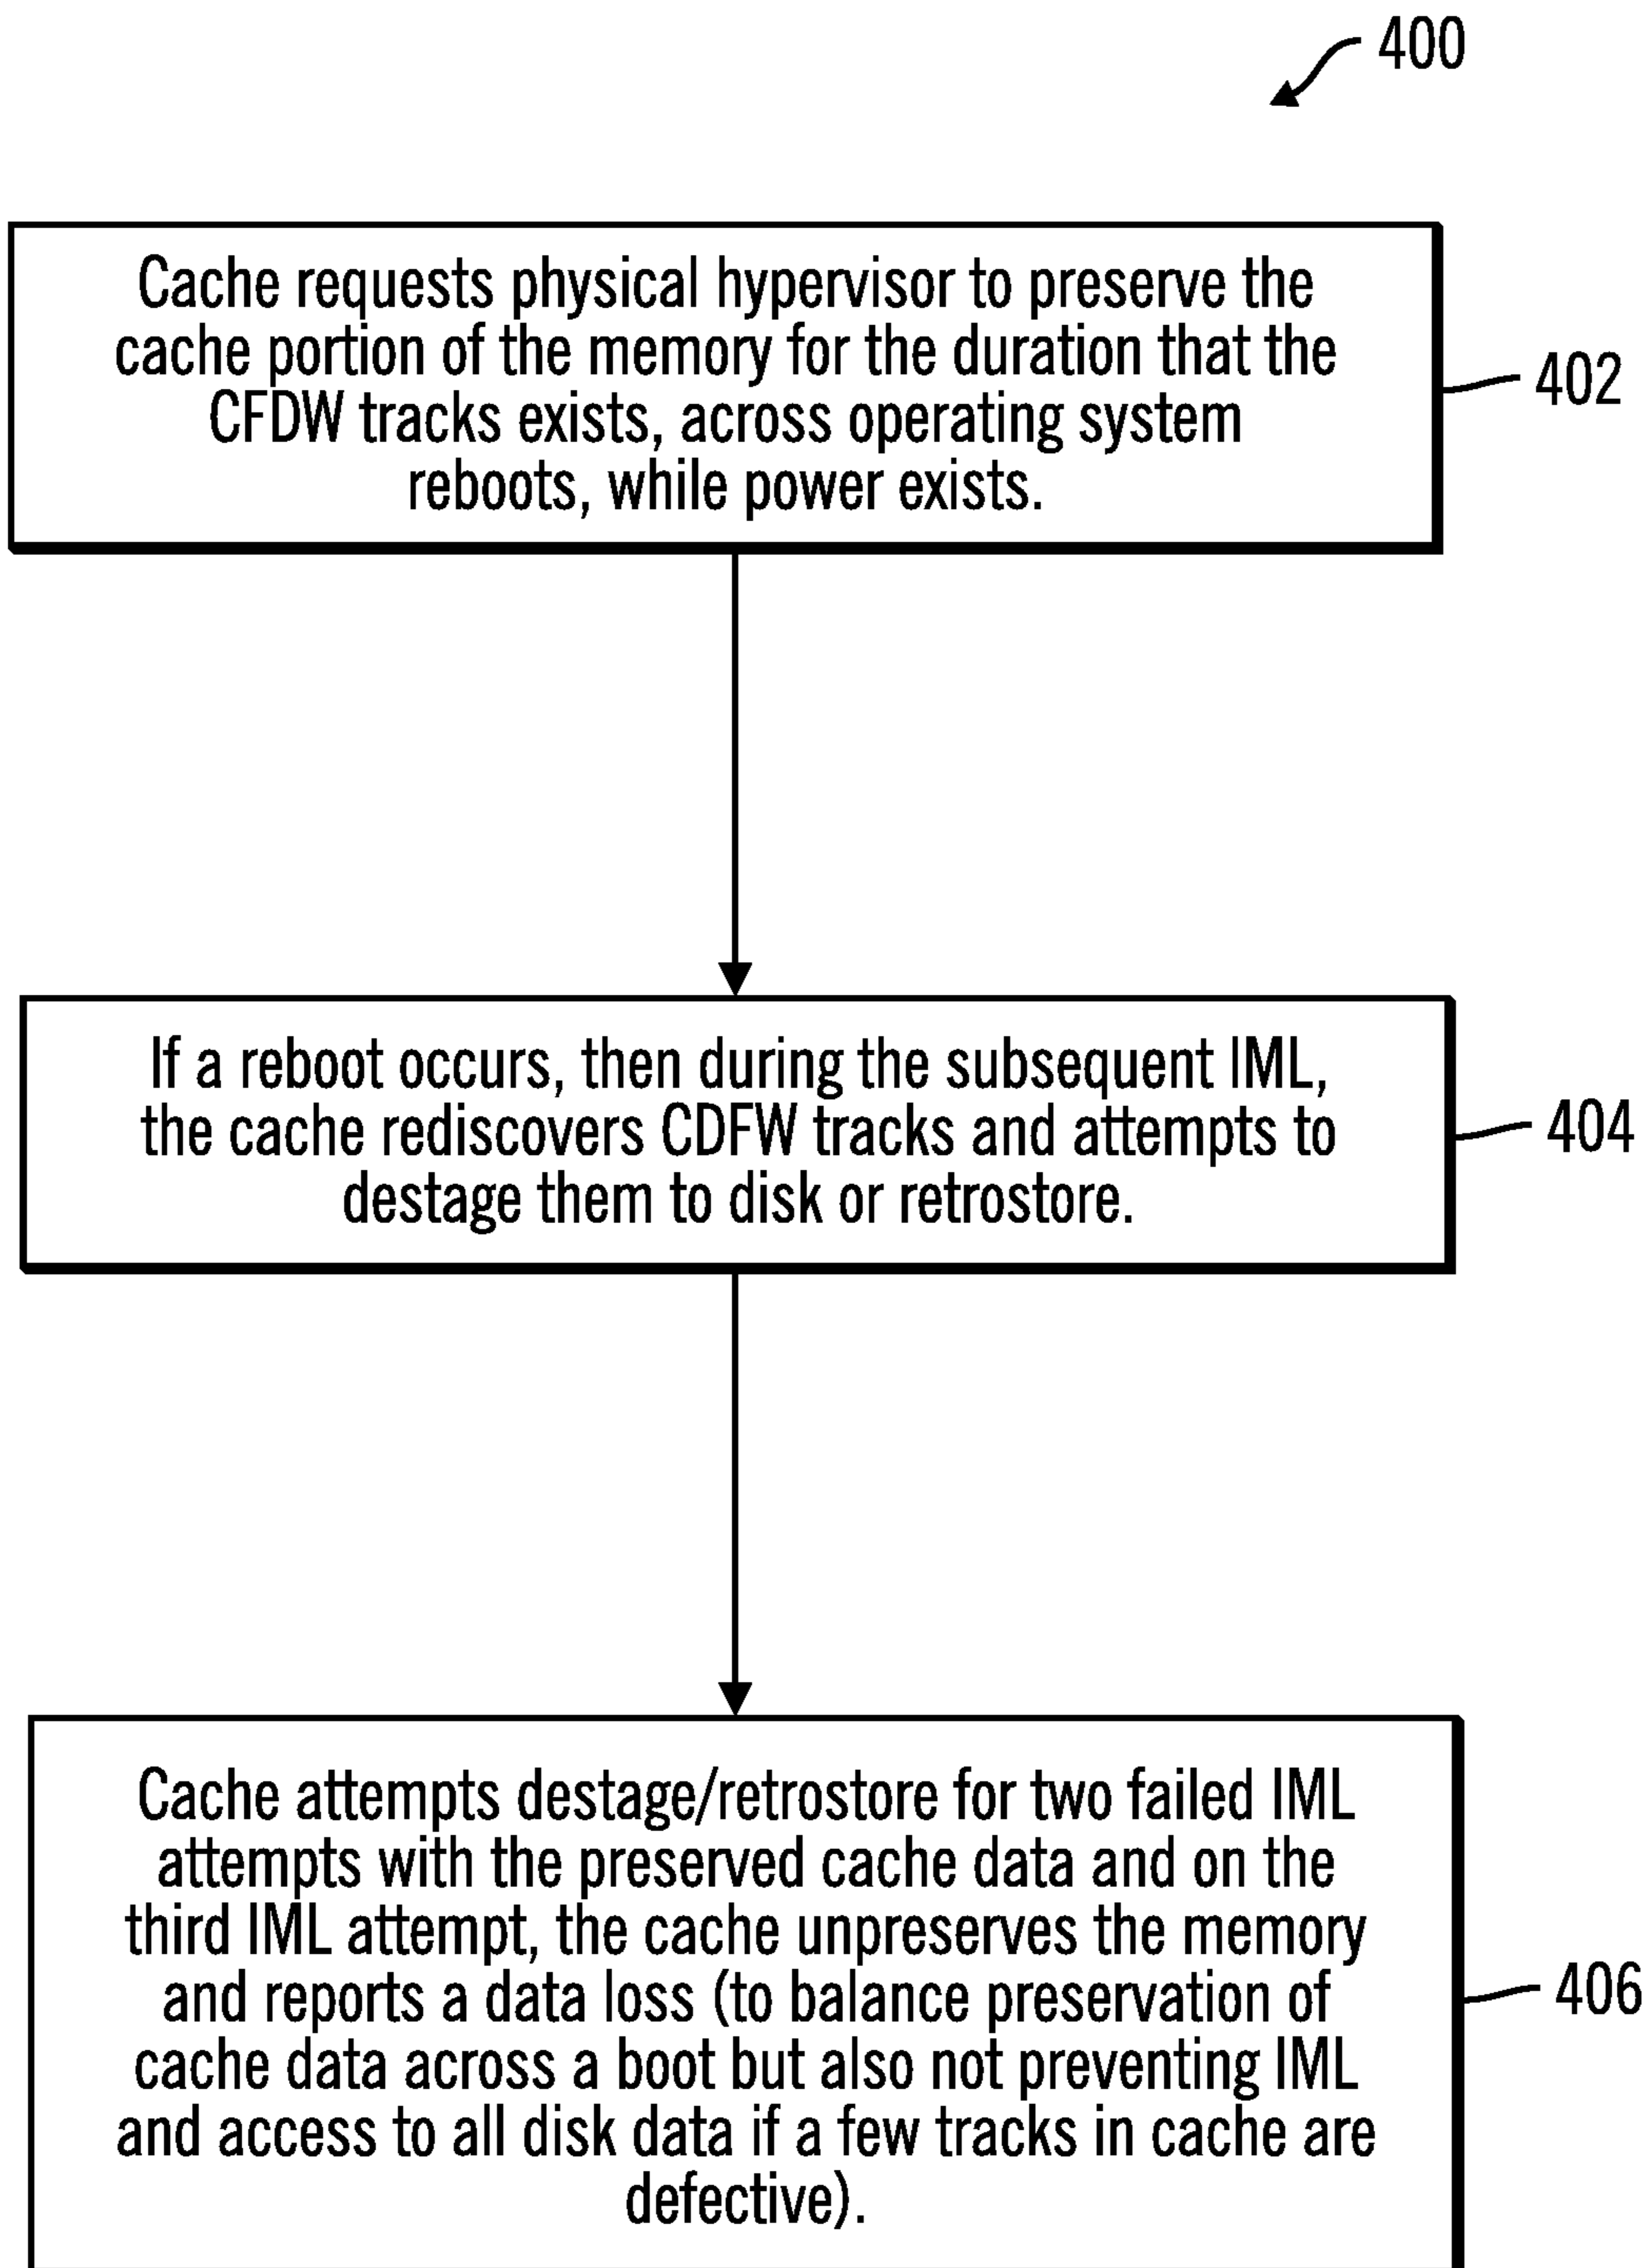 400
Cache requests physical hypervisor to preserve the
cache portion of the memory for the duration that the
CFDW tracks exists, across operating system
reboots, while power exists.
402
If a reboot occurs, then during the subsequent IML,
the cache rediscovers CDFW tracks and attempts to
destage them to disk or retrostore.
404
Cache attempts destage/retrostore for two failed IML
attempts with the preserved cache data and on the
third IML attempt, the cache unpreserves the memory
and reports a data loss (to balance preservation of
cache data across a boot but also not preventing IML
and access to all disk data if a few tracks in cache are
defective).
406